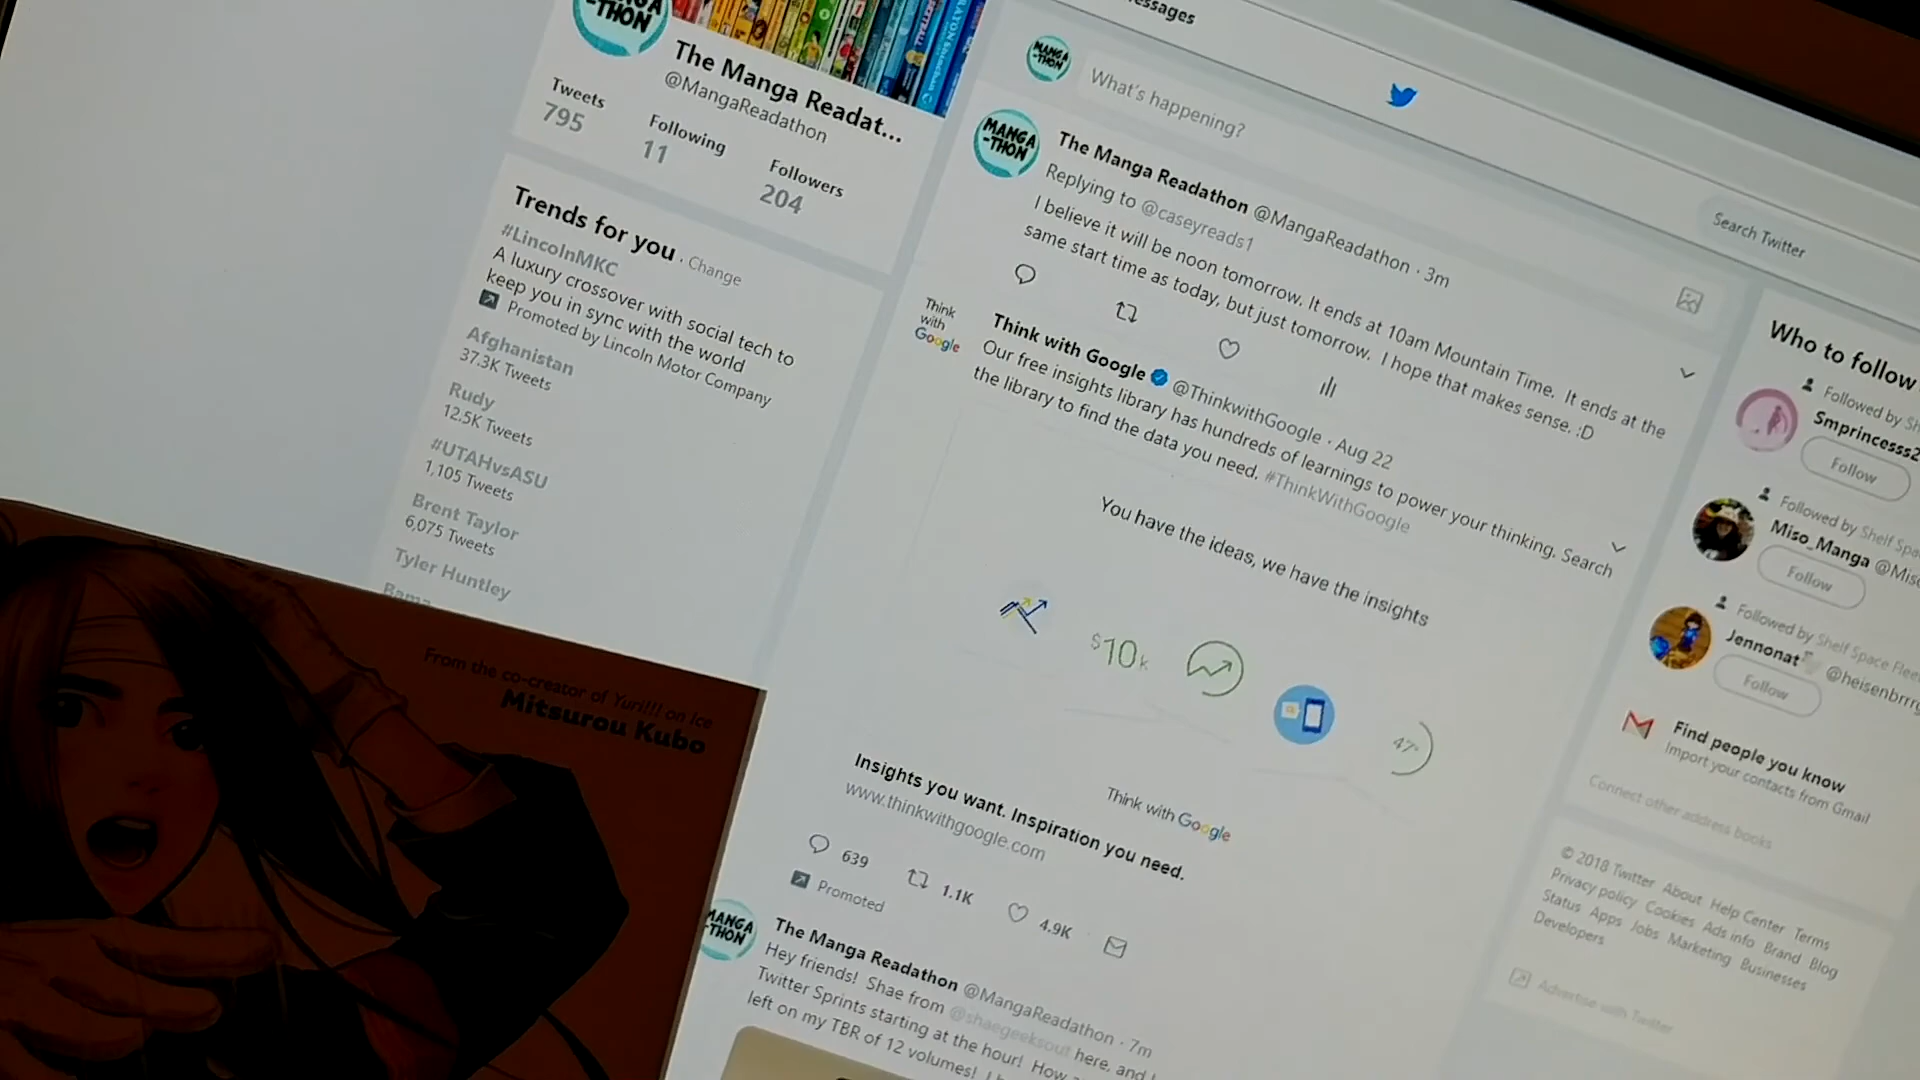 MANGA
-THON
The Manga Readat...
@MangaReadathon
Tweets
795
Following
11
Followers
204
Trends for you · Change
#LincolnMKC
A luxury crossover with social tech to
keep you in sync with the world
Promoted by Lincoln Motor Company
Afghanistan
37.3K Tweets
Rudy
12.5K Tweets
#UTAHvsASU
1,105 Tweets
Brent Taylor
6,075 Tweets
Tyler Huntley
Bama
From the co-creator of Yuri!!! on Ice
Mitsurou Kubo
MANGA
-THON
What's happening?
Search Twitter
MANGA
-THON
The Manga Readathon @MangaReadathon · 3m
Replying to @caseyreads1
I believe it will be noon tomorrow. It ends at 10am Mountain Time. It ends at the
same start time as today, but just tomorrow. I hope that makes sense. :D
Think
with
Google
Think with Google @ThinkwithGoogle · Aug 22
Our free insights library has hundreds of learnings to power your thinking. Search
the library to find the data you need. #ThinkWithGoogle
You have the ideas, we have the insights
$10k
47%
Think with Google
Insights you want. Inspiration you need.
www.thinkwithgoogle.com
639
1.1K
4.9K
Promoted
MANGA
-THON
The Manga Readathon @MangaReadathon · 7m
Hey friends! Shae from @shaegeeksout here, and I
Twitter Sprints starting at the hour! How
left on my TBR of 12 volumes!
Who to follow
Followed by
Smprincesss2
Follow
Followed by Shelf Spa
Miso_Manga @Miso
Follow
Followed by Shelf Space Flee
Jennonat @heisenbrrrg
Follow
Find people you know
Import your contacts from Gmail
Connect other address books
© 2018 Twitter About Help Center Terms
Privacy policy Cookies Ads info Brand Blog
Status Apps Jobs Marketing Businesses
Developers
Advertise with Twitter